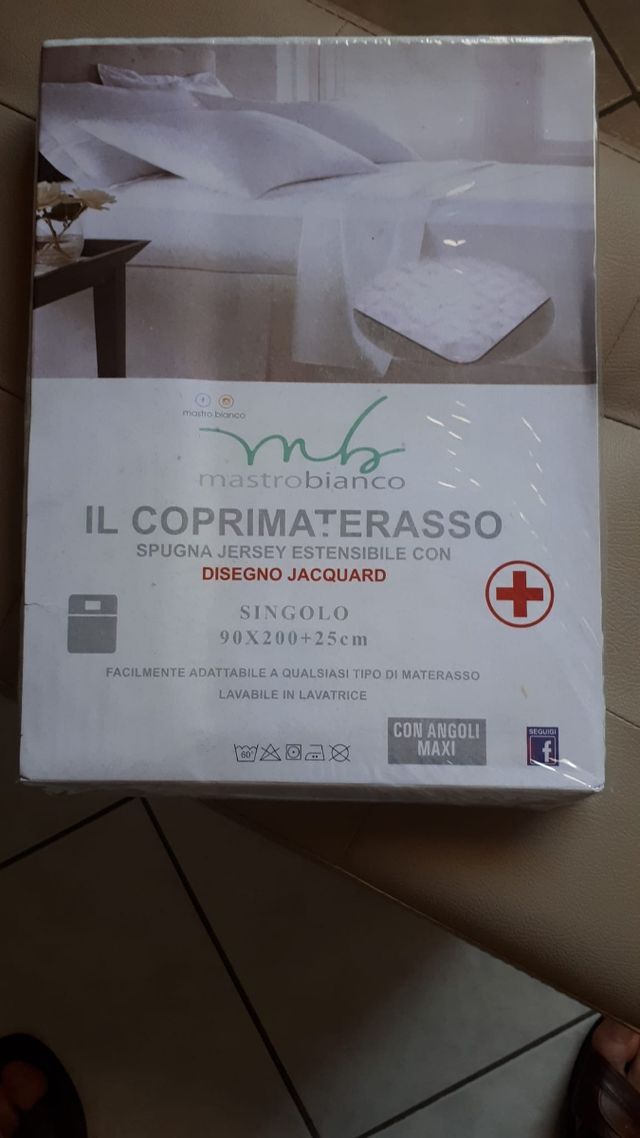 mastro.bianco
mb
mastrobianco
IL COPRIMATERASSO
SPUGNA JERSEY ESTENSIBILE CON
DISEGNO JACQUARD
SINGOLO
90X200+25cm
FACILMENTE ADATTABILE A QUALSIASI TIPO DI MATERASSO
LAVABILE IN LAVATRICE
60°
CON ANGOLI
MAXI
SEGUICI
f